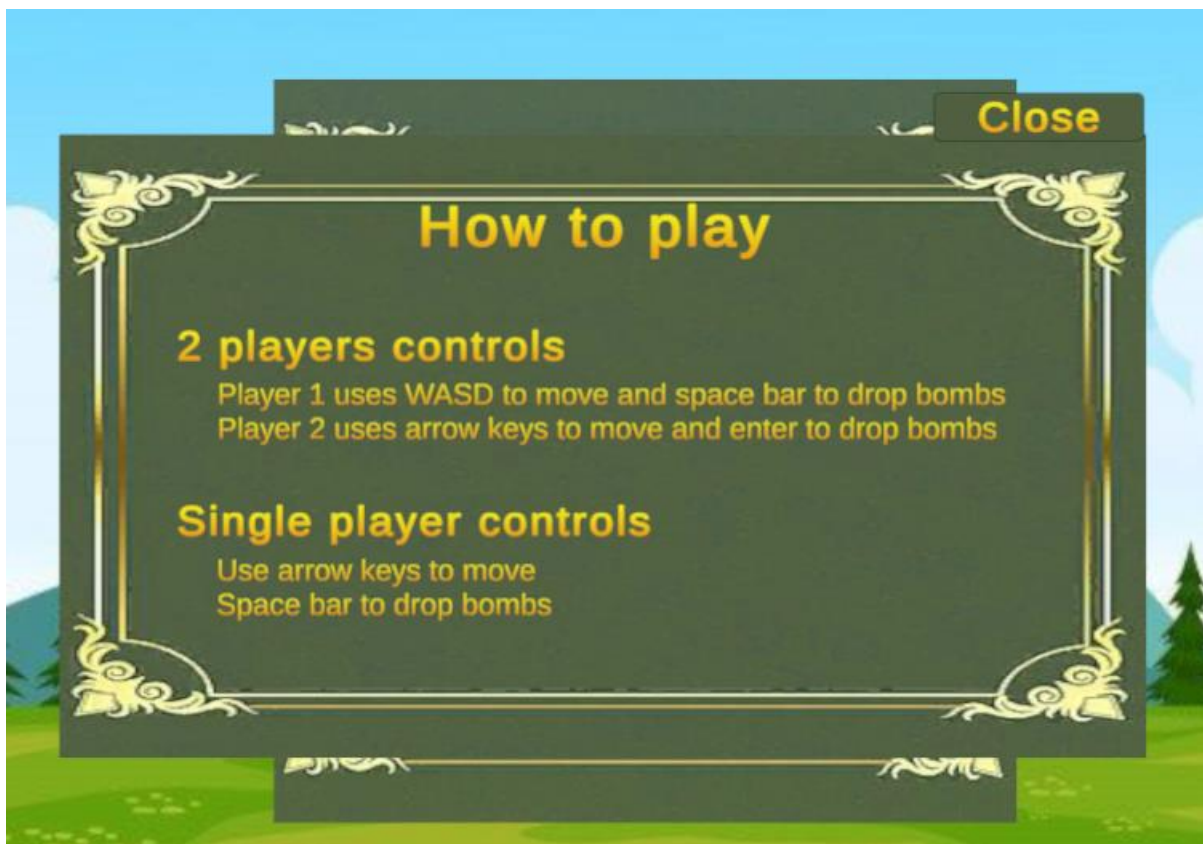 Close
How to play
2 players controls
Player 1 uses WASD to move and space bar to drop bombs
Player 2 uses arrow keys to move and enter to drop bombs
Single player controls
Use arrow keys to move
Space bar to drop bombs